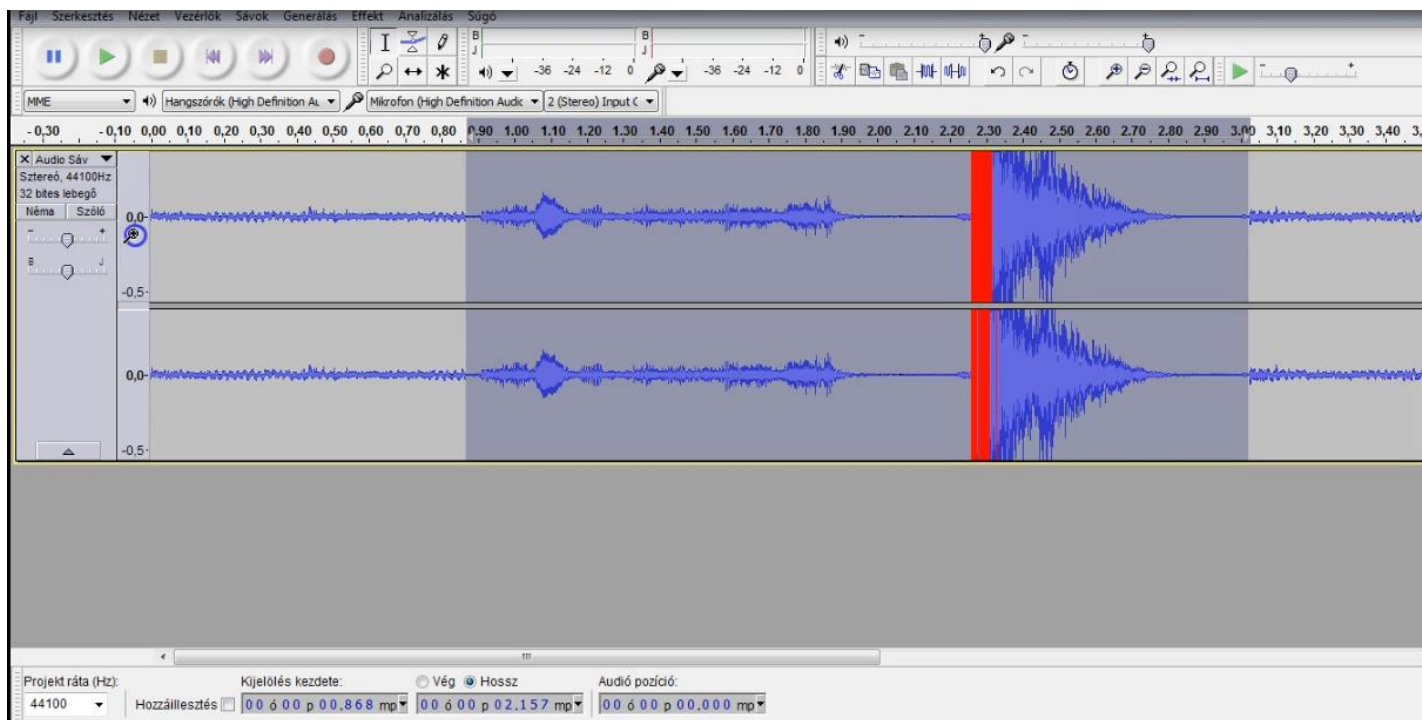 Fájl Szerkesztés Nézet Vezérlők Sávok Generálás Effekt Analizálás Súgó
B B
J J
-36 -24 -12 0 -36 -24 -12 0
MME Hangszórók (High Definition Au Mikrofon (High Definition Audic 2 (Stereo) Input C
-0,30 -0,10 0,00 0,10 0,20 0,30 0,40 0,50 0,60 0,70 0,80 0,90 1.00 1.10 1.20 1.30 1.40 1.50 1.60 1.70 1.80 1.90 2.00 2.10 2.20 2.30 2.40 2.50 2.60 2.70 2.80 2.90 3,00 3,10 3,20 3,30 3,40
X Audio Sáv
Sztereó, 44100Hz
32 bites lebegő
Néma Szóló
0,0-
- +
B J
-0,5-
0,0-
-0,5-
Projekt ráta (Hz): Kijelölés kezdete: Vég Hossz Audió pozíció:
44100 Hozzáillesztés 00 ó 00 p 00.868 mp 00 ó 00 p 02.157 mp 00 ó 00 p 00.000 mp